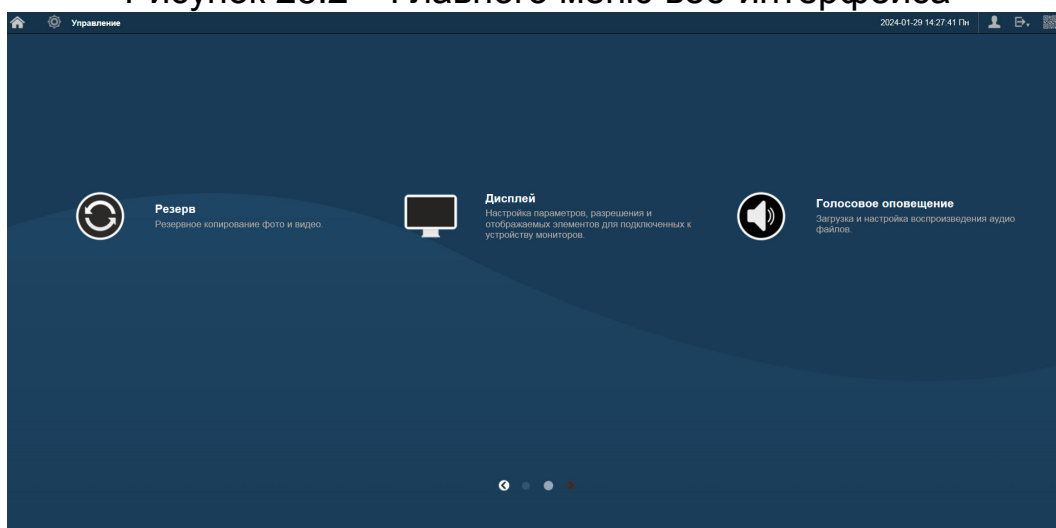 Рисунок 26.2 – Главного меню веб-интерфейса
Управление
2024-01-29 14:27:41 Пн
Резерв
Резервное копирование фото и видео.
Дисплей
Настройка параметров, разрешения и
отображаемых элементов для подключенных к
устройству мониторов.
Голосовое оповещение
Загрузка и настройка воспроизведения аудио
файлов.